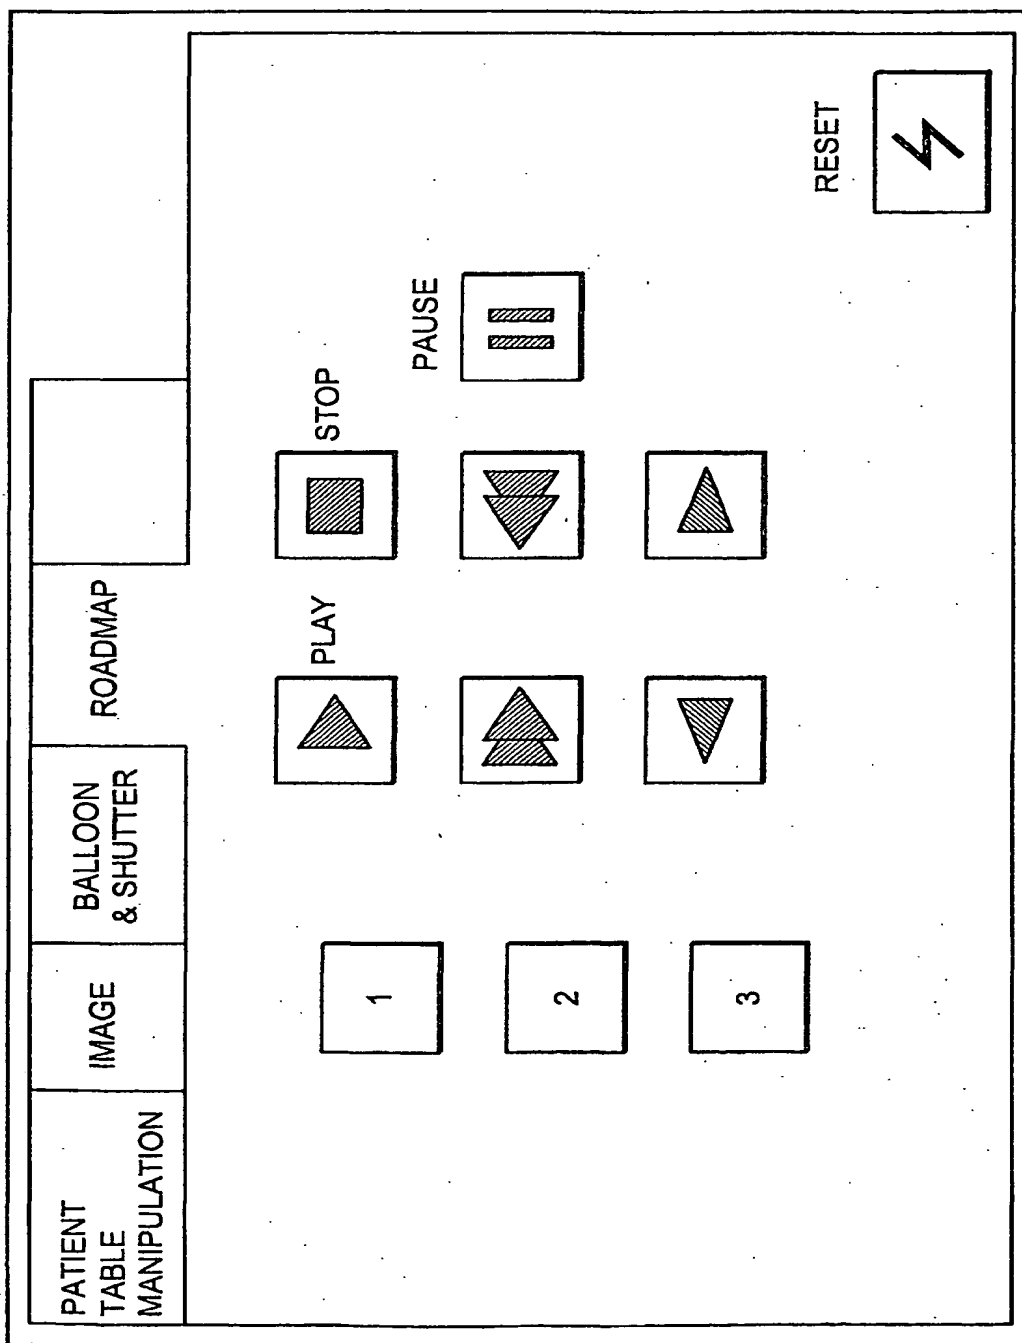 PATIENT
TABLE
MANIPULATION
IMAGE
BALLOON
& SHUTTER
ROADMAP
1
2
3
PLAY
STOP
PAUSE
RESET